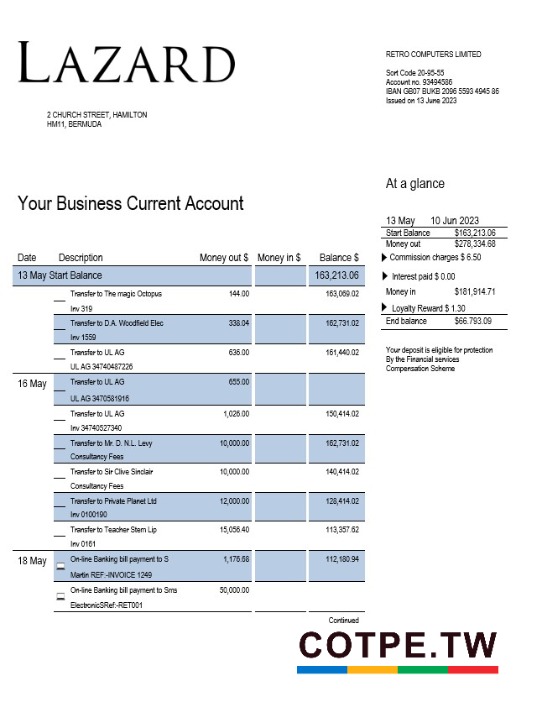 LAZARD
RETRO COMPUTERS LIMITED
Sort Code 20-95-55
Account no. 93494586
IBAN GB07 BUKB 2096 5593 4945 86
Issued on 13 June 2023
2 CHURCH STREET, HAMILTON
HM11, BERMUDA
At a glance
Your Business Current Account
13 May 10 Jun 2023
Start Balance $163,213.06
Money out $278,334.68
Commission charges $ 6.50
Interest paid $ 0.00
Money in $181,914.71
Loyalty Reward $ 1.30
End balance $66.793.09
Your deposit is eligible for protection
By the Financial services
Compensation Scheme
Date Description Money out $ Money in $ Balance $
13 May Start Balance 163,213.06
Transfer to The magic Octopus 144.00 163,069.02
Inv 319
Transfer to D.A. Woodfield Elec 338.04 162,731.02
Inv 1559
Transfer to UL AG 636.00 161,440.02
UL AG 34740487226
16 May Transfer to UL AG 655.00
UL AG 3470581916
Transfer to UL AG 1,026.00 150,414.02
Inv 34740527340
Transfer to Mr. D. N.L. Levy 10,000.00 162,731.02
Consultancy Fees
Transfer to Sir Clive Sinclair 10,000.00 140,414.02
Consultancy Fees
Transfer to Private Planet Ltd 12,000.00 128,414.02
Inv 0100190
Transfer to Teacher Stern Lip 15,056.40 113,357.62
Inv 0161
18 May On-line Banking bill payment to S 1,176.68 112,180.94
Martin REF:-INVOICE 1249
On-line Banking bill payment to Sms 50,000.00
ElectronicSRef:-RET001
Continued
COTPE.TW